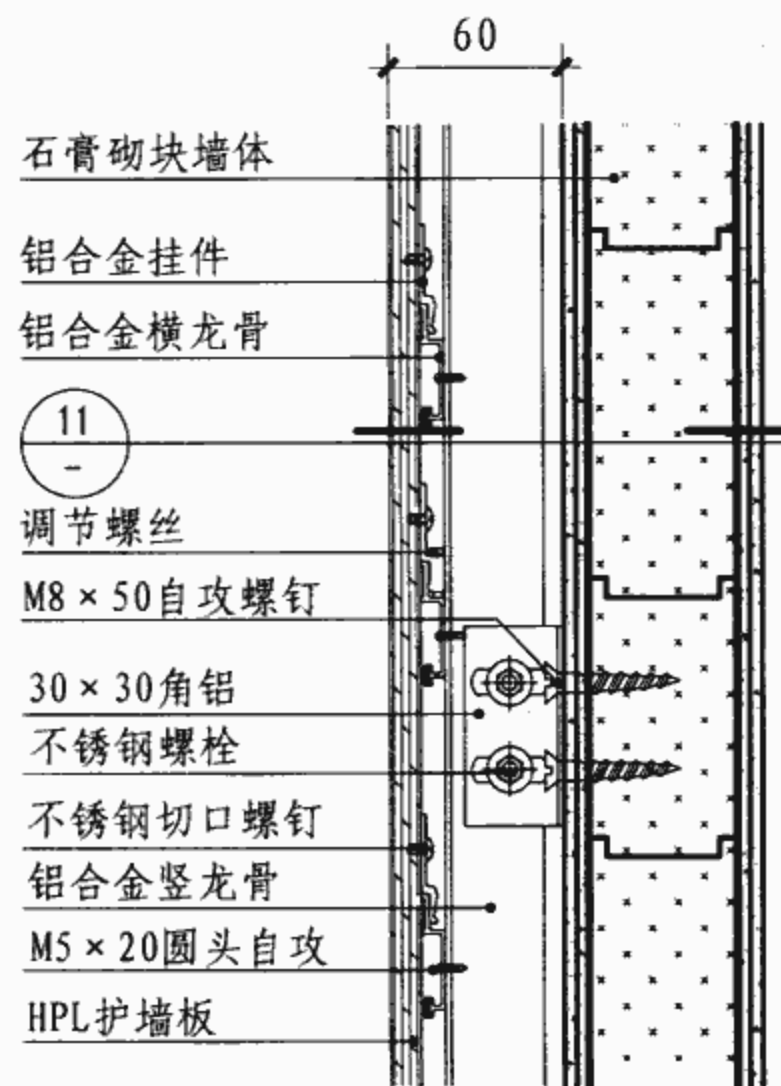 60
石膏砌块墙体
铝合金挂件
铝合金横龙骨
11
-
调节螺丝
M8×50自攻螺钉
30×30角铝
不锈钢螺栓
不锈钢切口螺钉
铝合金竖龙骨
M5×20圆头自攻
HPL护墙板